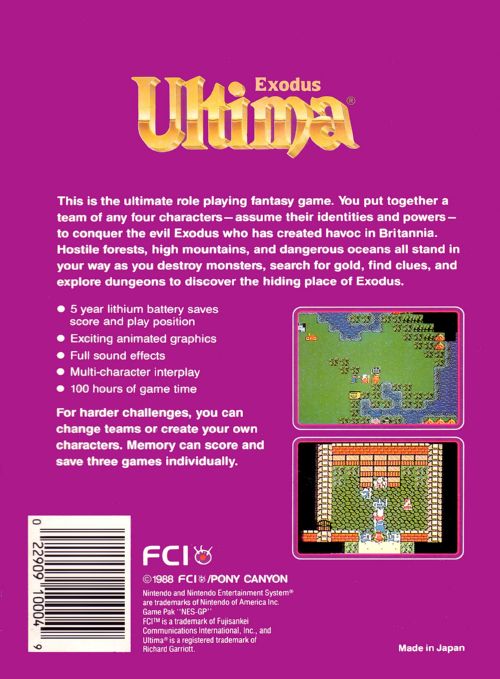 Exodus
Ultima®
This is the ultimate role playing fantasy game. You put together a
team of any four characters—assume their identities and powers—
to conquer the evil Exodus who has created havoc in Britannia.
Hostile forests, high mountains, and dangerous oceans all stand in
your way as you destroy monsters, search for gold, find clues, and
explore dungeons to discover the hiding place of Exodus.
● 5 year lithium battery saves
score and play position
● Exciting animated graphics
● Full sound effects
● Multi-character interplay
● 100 hours of game time
For harder challenges, you can
change teams or create your own
characters. Memory can score and
save three games individually.
0 22909 10004 9
FCI
©1988 FCI /PONY CANYON
Nintendo and Nintendo Entertainment System®
are trademarks of Nintendo of America Inc.
Game Pak "NES-GP"
FCI™ is a trademark of Fujisankei
Communications International, Inc., and
Ultima® is a registered trademark of
Richard Garriott.
Made in Japan